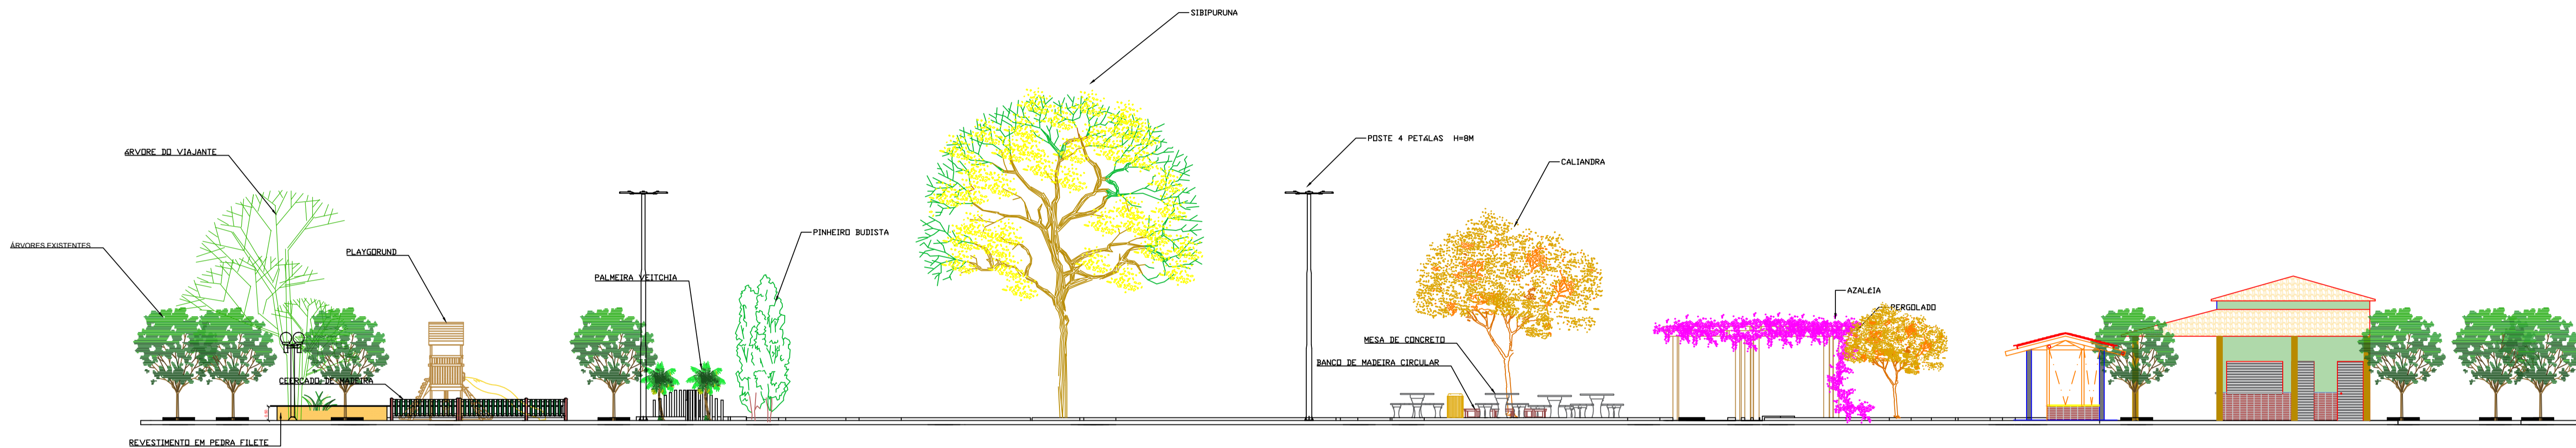 SIBIPURUNA
POSTE 4 PETÁLAS H=8M
ÁRVORE DO VIAJANTE
CALIANDRA
PINHEIRO BUDISTA
ÁRVORES EXISTENTES
PLAYGORUND
PALMEIRA VEITCHIA
AZALÉIA
PERGOLADO
MESA DE CONCRETO
BANCO DE MADEIRA CIRCULAR
CEERCADO DE MADEIRA
REVESTIMENTO EM PEDRA FILETE